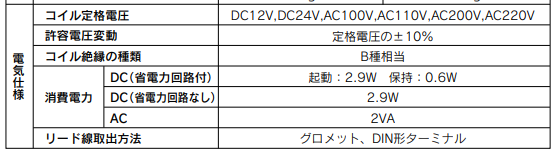 電気仕様
コイル定格電圧 DC12V,DC24V,AC100V,AC110V,AC200V,AC220V
許容電圧変動 定格電圧の±10%
コイル絶縁の種類 B種相当
消費電力
DC(省電力回路付) 起動：2.9W 保持：0.6W
DC(省電力回路なし) 2.9W
AC 2VA
リード線取出方法 グロメット、DIN形ターミナル